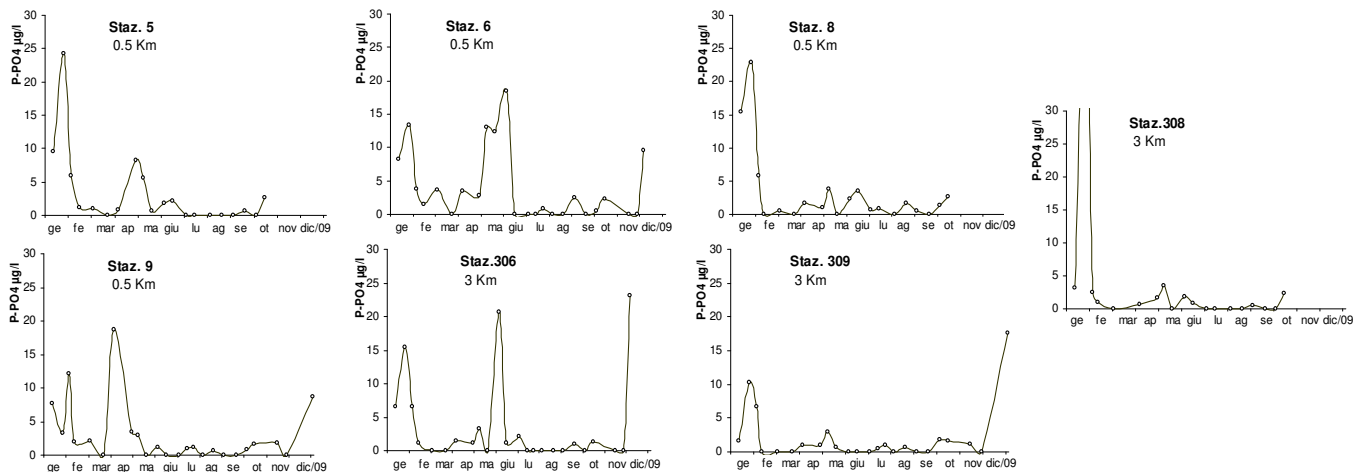 Staz. 5
0.5 Km
P-PO4 µg/l
30
25
20
15
10
5
0
ge fe mar ap ma giu lu ag se ot nov dic/09
Staz. 6
0.5 Km
P-PO4 µg/l
30
25
20
15
10
5
0
ge fe mar ap ma giu lu ag se ot nov dic/09
Staz. 8
0.5 Km
P-PO4 µg/l
30
25
20
15
10
5
0
ge fe mar ap ma giu lu ag se ot nov dic/09
Staz.308
3 Km
P-PO4 µg/l
30
25
20
15
10
5
0
ge fe mar ap ma giu lu ag se ot nov dic/09
Staz. 9
0.5 Km
P-PO4 µg/l
30
25
20
15
10
5
0
ge fe mar ap ma giu lu ag se ot nov dic/09
Staz.306
3 Km
P-PO4 µg/l
30
25
20
15
10
5
0
ge fe mar ap ma giu lu ag se ot nov dic/09
Staz. 309
3 Km
P-PO4 µg/l
30
25
20
15
10
5
0
ge fe mar ap ma giu lu ag se ot nov dic/09